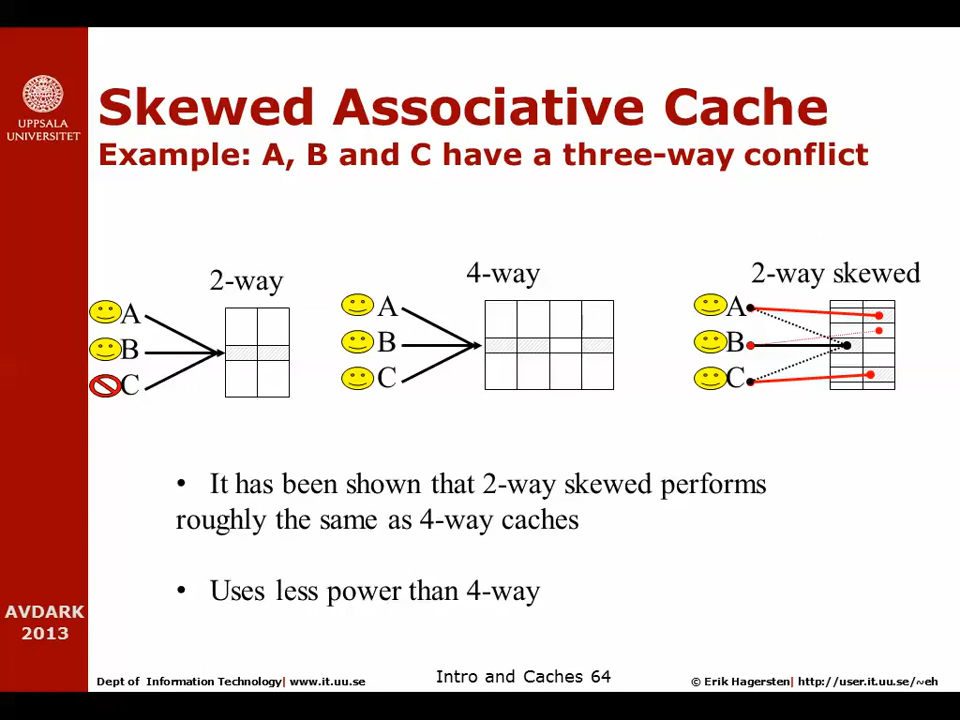 UPPSALA
UNIVERSITET
Skewed Associative Cache
Example: A, B and C have a three-way conflict
2-way
A
B
C
4-way
A
B
C
2-way skewed
A
B
C
• It has been shown that 2-way skewed performs
roughly the same as 4-way caches
• Uses less power than 4-way
AVDARK
2013
Dept of Information Technology| www.it.uu.se
Intro and Caches 64
© Erik Hagersten| http://user.it.uu.se/~eh